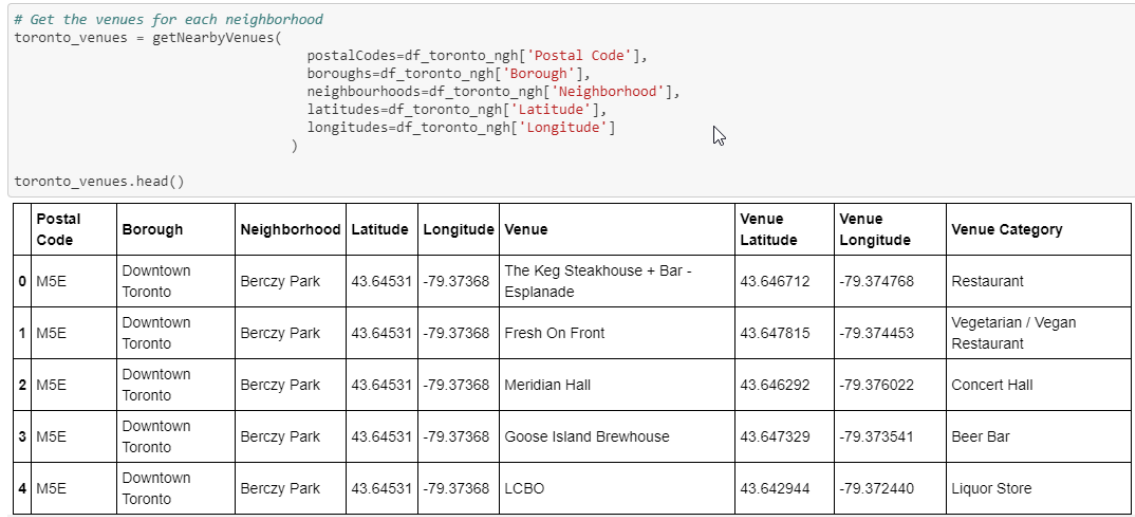 # Get the venues for each neighborhood
toronto_venues = getNearbyVenues(
postalCodes=df_toronto_ngh['Postal Code'],
boroughs=df_toronto_ngh['Borough'],
neighbourhoods=df_toronto_ngh['Neighborhood'],
latitudes=df_toronto_ngh['Latitude'],
longitudes=df_toronto_ngh['Longitude']
)
toronto_venues.head()
Postal Code Borough Neighborhood Latitude Longitude Venue Venue Latitude Venue Longitude Venue Category
0 M5E Downtown Toronto Berczy Park 43.64531 -79.37368 The Keg Steakhouse + Bar - Esplanade 43.646712 -79.374768 Restaurant
1 M5E Downtown Toronto Berczy Park 43.64531 -79.37368 Fresh On Front 43.647815 -79.374453 Vegetarian / Vegan Restaurant
2 M5E Downtown Toronto Berczy Park 43.64531 -79.37368 Meridian Hall 43.646292 -79.376022 Concert Hall
3 M5E Downtown Toronto Berczy Park 43.64531 -79.37368 Goose Island Brewhouse 43.647329 -79.373541 Beer Bar
4 M5E Downtown Toronto Berczy Park 43.64531 -79.37368 LCBO 43.642944 -79.372440 Liquor Store